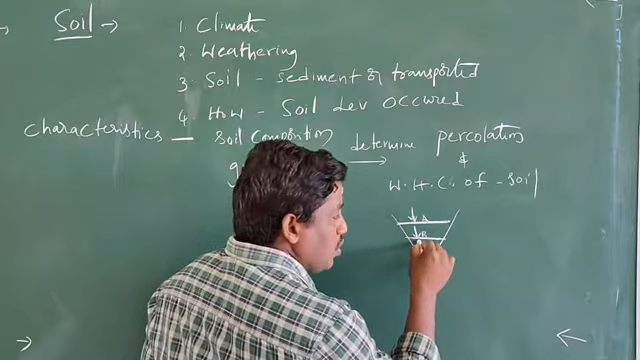 Soil →
1. Climate
2. Weathering
3. Soil - sediment or transported
4. How - Soil dev occured
characteristics - soil composition
determine percolation
&
W.H.C. of - soil
A
B